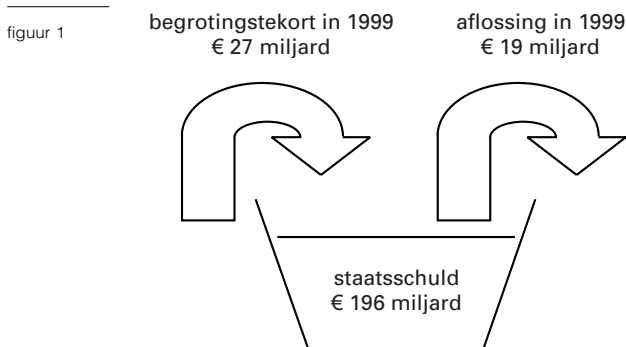 figuur 1
begrotingstekort in 1999
€ 27 miljard
aflossing in 1999
€ 19 miljard
staatsschuld
€ 196 miljard